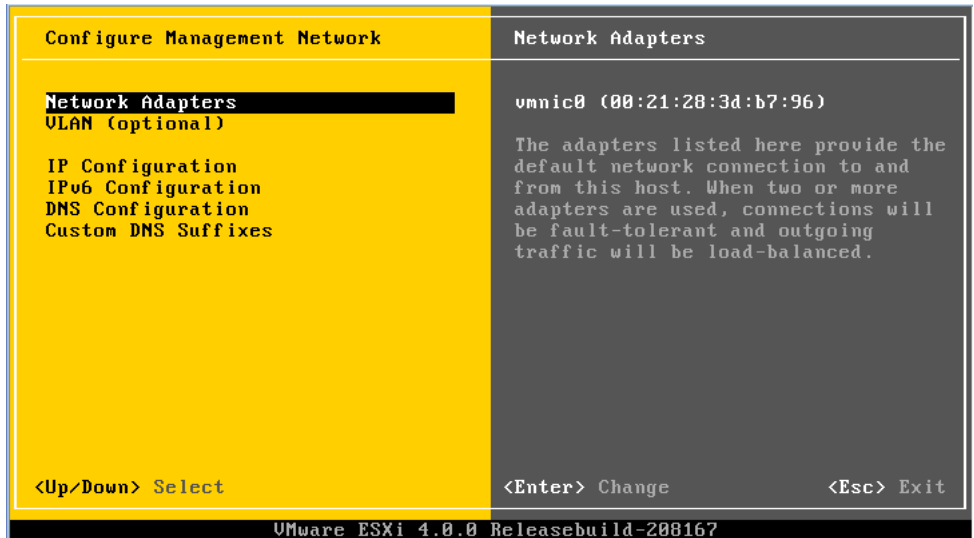 Configure Management Network
Network Adapters
VLAN (optional)
IP Configuration
IPv6 Configuration
DNS Configuration
Custom DNS Suffixes
<Up/Down> Select
Network Adapters
vmnic0 (00:21:28:3d:b7:96)
The adapters listed here provide the
default network connection to and
from this host. When two or more
adapters are used, connections will
be fault-tolerant and outgoing
traffic will be load-balanced.
<Enter> Change
<Esc> Exit
VMware ESXi 4.0.0 Releasebuild-208167